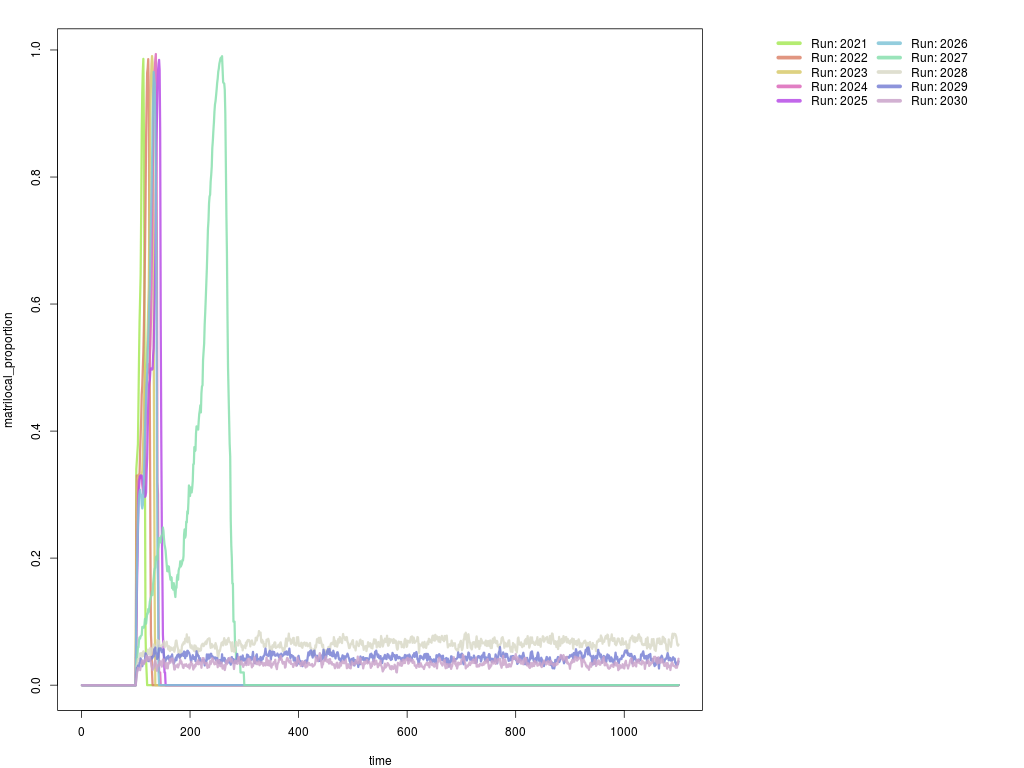 1.0
0.8
0.6
0.4
0.2
0.0
matrilocal_proportion
0 200 400 600 800 1000
time
Run: 2021 Run: 2026
Run: 2022 Run: 2027
Run: 2023 Run: 2028
Run: 2024 Run: 2029
Run: 2025 Run: 2030